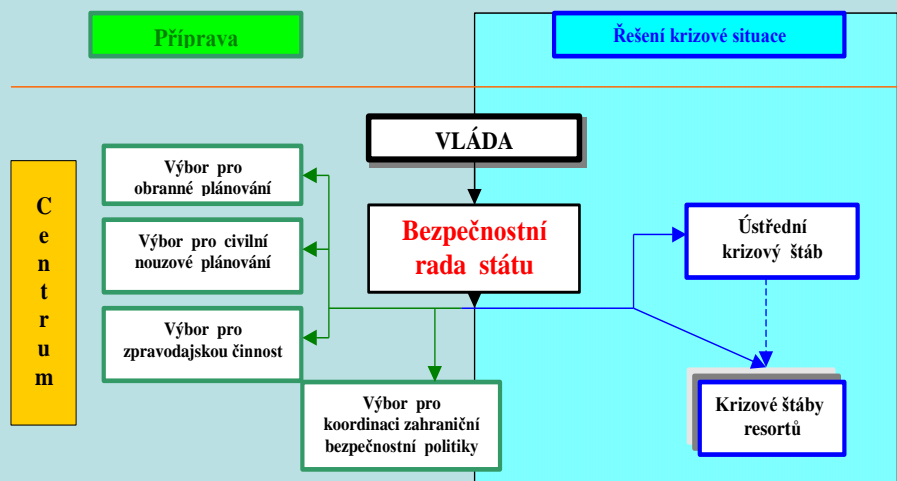 Příprava
Řešení krizové situace
VLÁDA
Centrum
Výbor pro
obranné plánování
Výbor pro civilní
nouzové plánování
Výbor pro
zpravodajskou činnost
Výbor pro
koordinaci zahraniční
bezpečnostní politiky
Bezpečnostní
rada státu
Ústřední
krizový štáb
Krizové štáby
resortů